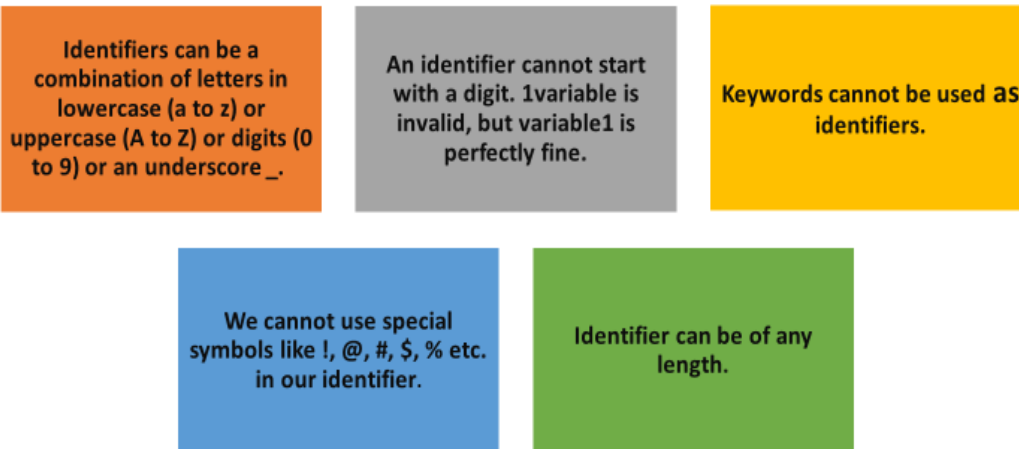 Identifiers can be a
combination of letters in
lowercase (a to z) or
uppercase (A to Z) or digits (0
to 9) or an underscore _.
An identifier cannot start
with a digit. 1variable is
invalid, but variable1 is
perfectly fine.
Keywords cannot be used as
identifiers.
We cannot use special
symbols like !, @, #, $, % etc.
in our identifier.
Identifier can be of any
length.